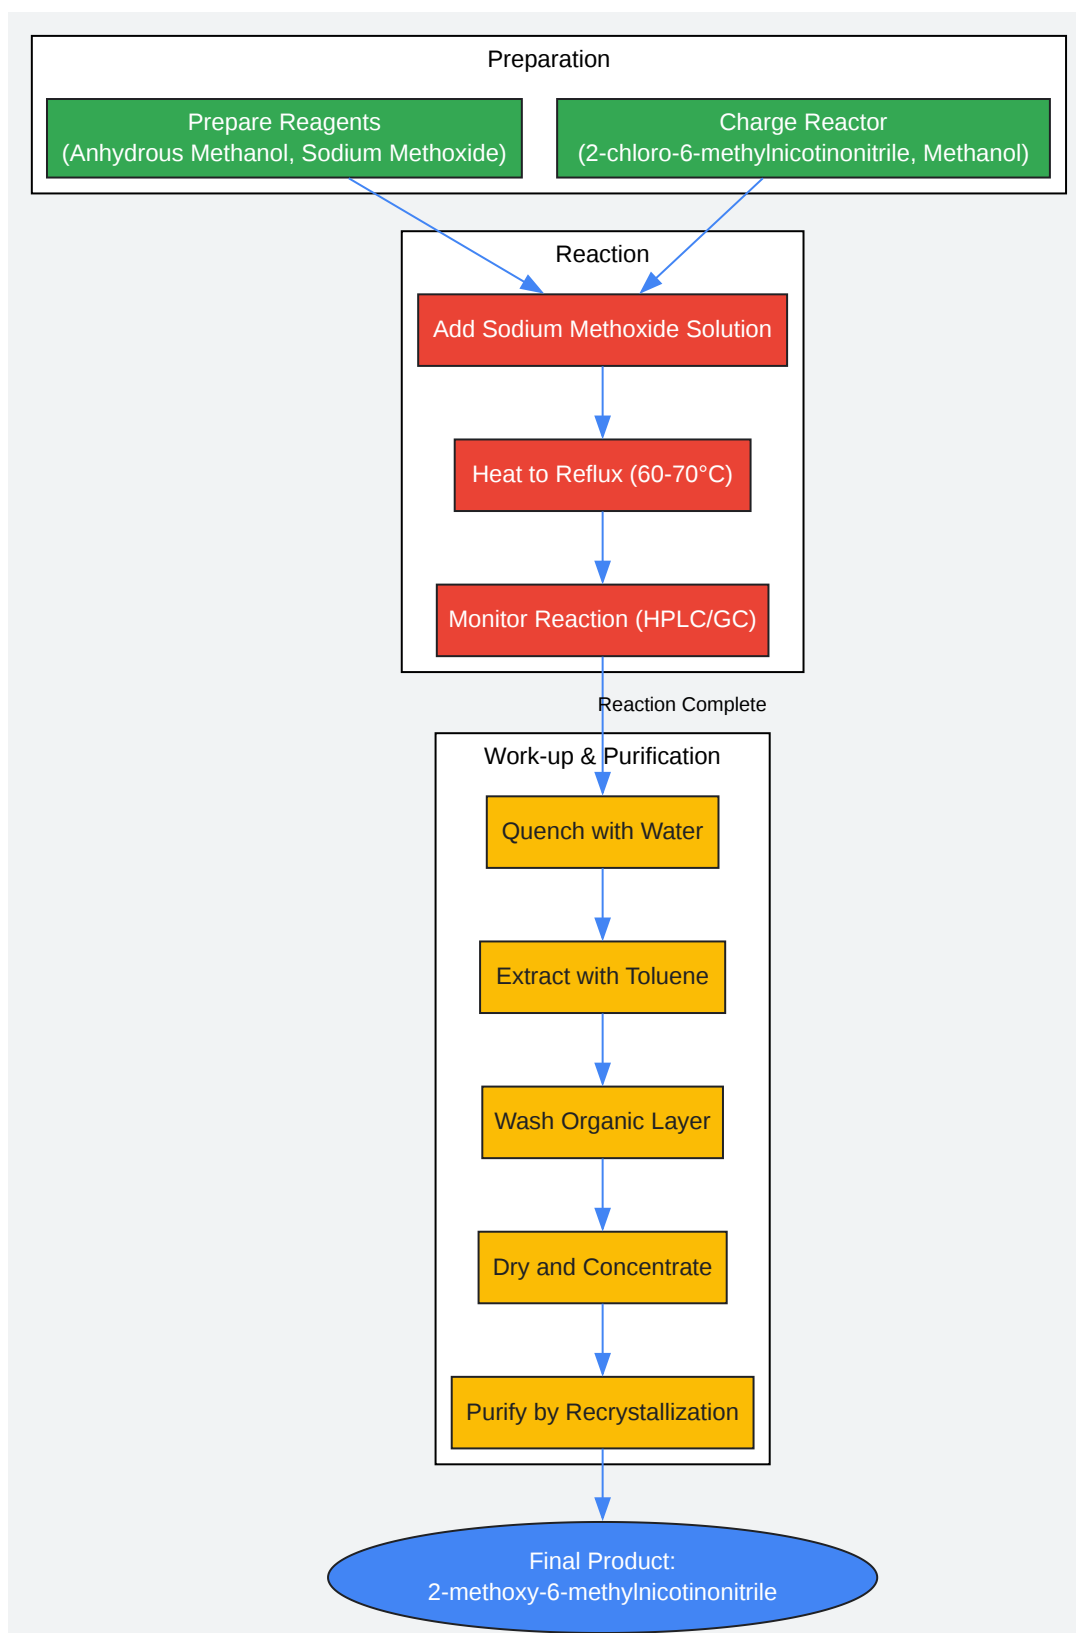 Preparation
Prepare Reagents
(Anhydrous Methanol, Sodium Methoxide)
Charge Reactor
(2-chloro-6-methylnicotinonitrile, Methanol)
Reaction
Add Sodium Methoxide Solution
Heat to Reflux (60-70°C)
Monitor Reaction (HPLC/GC)
Reaction Complete
Work-up & Purification
Quench with Water
Extract with Toluene
Wash Organic Layer
Dry and Concentrate
Purify by Recrystallization
Final Product:
2-methoxy-6-methylnicotinonitrile